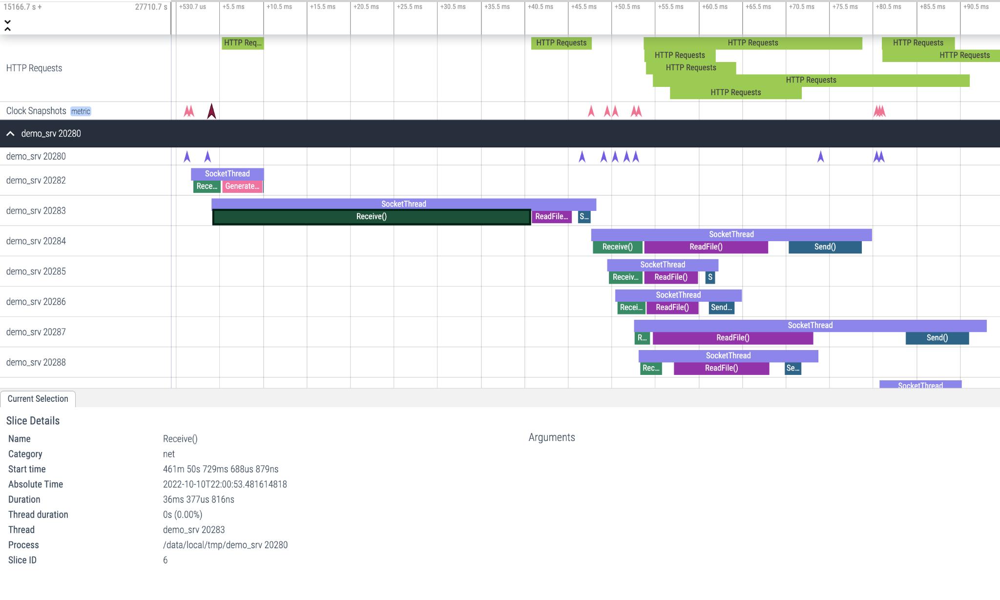 15166.7 s + 27710.7 s +530.7 us +5.5 ms +10.5 ms +15.5 ms +20.5 ms +25.5 ms +30.5 ms +35.5 ms +40.5 ms +45.5 ms +50.5 ms +55.5 ms +60.5 ms +65.5 ms +70.5 ms +75.5 ms +80.5 ms +85.5 ms +90.5 ms
HTTP Req... HTTP Requests HTTP Requests HTTP Requests
HTTP Requests HTTP Requests
HTTP Requests HTTP Requests
HTTP Requests
HTTP Requests
Clock Snapshots metric
demo_srv 20280
demo_srv 20280
SocketThread
demo_srv 20282
Rece... Generate...
SocketThread
demo_srv 20283
Receive() ReadFile... S...
SocketThread
demo_srv 20284
Receive() ReadFile() Send()
SocketThread
demo_srv 20285
Receiv... ReadFile() S
SocketThread
demo_srv 20286
Recei... ReadFile() Send...
SocketThread
demo_srv 20287
R... ReadFile() Send()
SocketThread
demo_srv 20288
Rec... ReadFile() Se...
SocketThread
Current Selection
Slice Details
Arguments
Name Receive()
Category net
Start time 461m 50s 729ms 688us 879ns
Absolute Time 2022-10-10T22:00:53.481614818
Duration 36ms 377us 816ns
Thread duration 0s (0.00%)
Thread demo_srv 20283
Process /data/local/tmp/demo_srv 20280
Slice ID 6